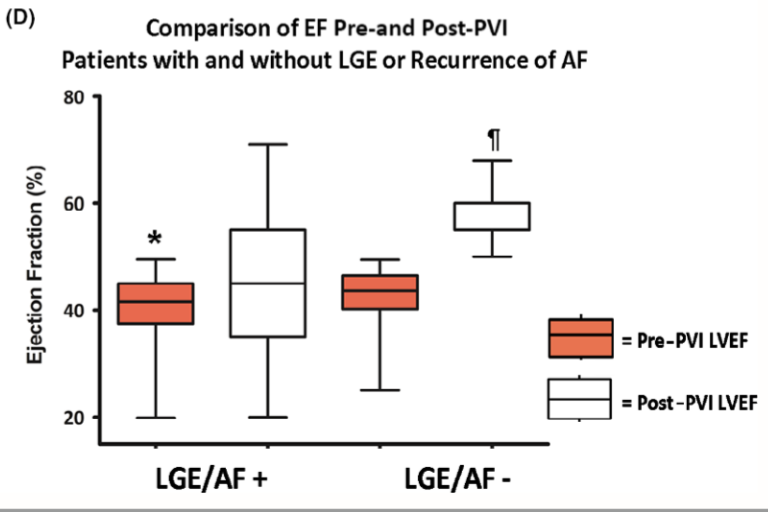 (D)
Comparison of EF Pre-and Post-PVI
Patients with and without LGE or Recurrence of AF
Ejection Fraction (%)
80
60
40
20
*
¶
LGE/AF +
LGE/AF -
= Pre-PVI LVEF
= Post-PVI LVEF